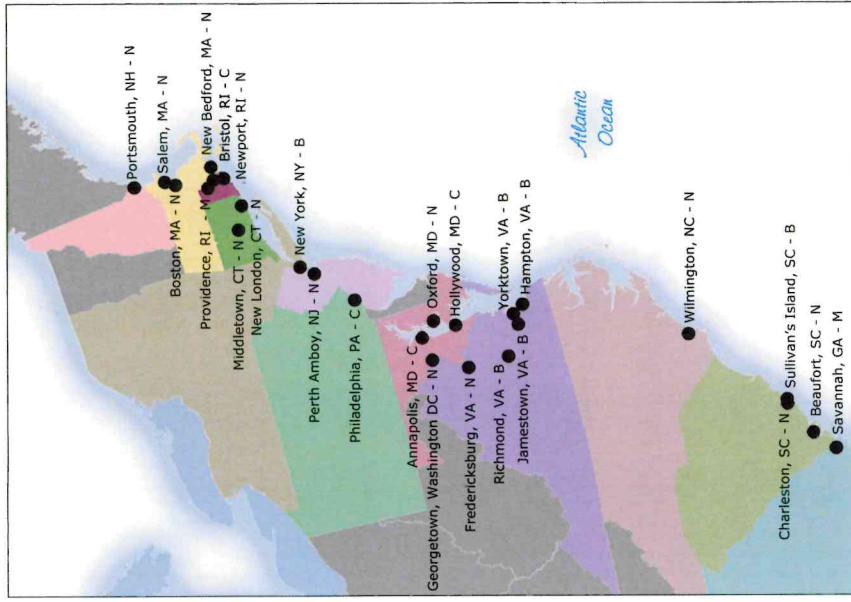 Portsmouth, NH - N
Salem, MA - N
Boston, MA - N
New Bedford, MA - N
Providence, RI - M
Bristol, RI - C
Newport, RI - N
Middletown, CT - N
New London, CT - N
New York, NY - B
Perth Amboy, NJ - N
Philadelphia, PA - C
Annapolis, MD - C
Oxford, MD - N
Georgetown, Washington DC - N
Hollywood, MD - C
Fredericksburg, VA - N
Richmond, VA - B
Yorktown, VA - B
Jamestown, VA - B
Hampton, VA - B
Atlantic
Ocean
Wilmington, NC - N
Charleston, SC - N
Sullivan's Island, SC - B
Beaufort, SC - N
Savannah, GA - M